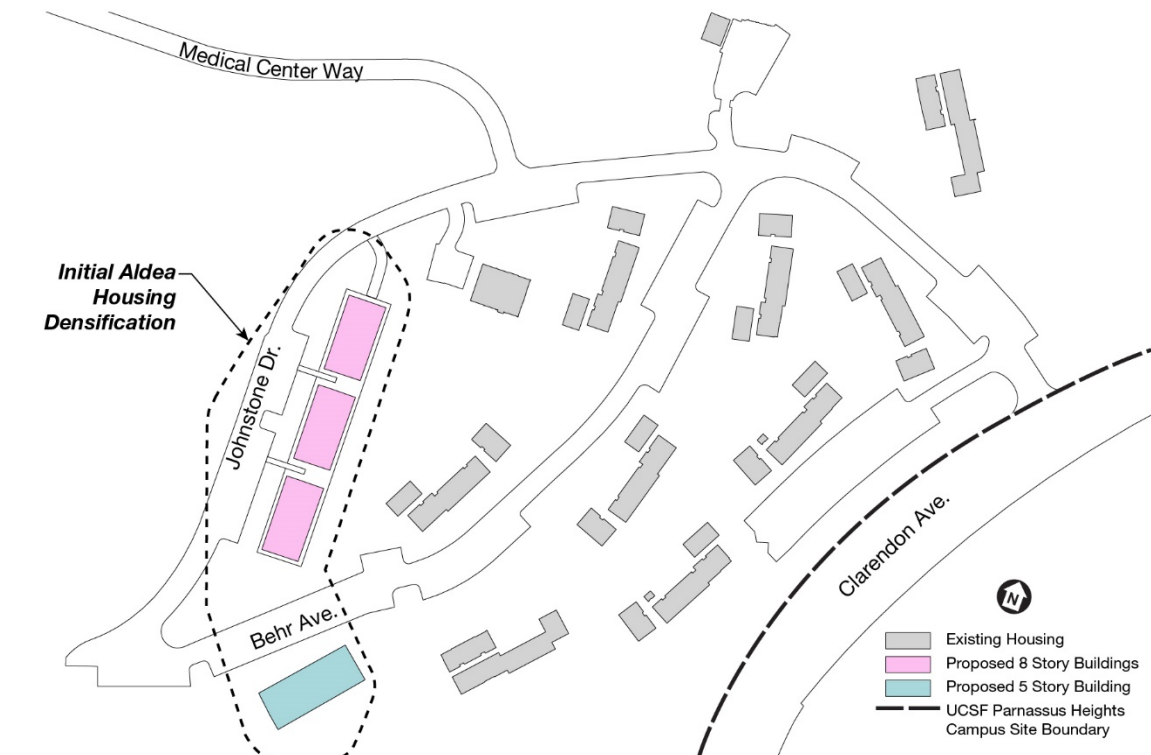 Medical Center Way
Initial Aldea
Housing
Densification
Johnstone Dr.
Behr Ave.
Clarendon Ave.
N
Existing Housing
Proposed 8 Story Buildings
Proposed 5 Story Building
UCSF Parnassus Heights
Campus Site Boundary